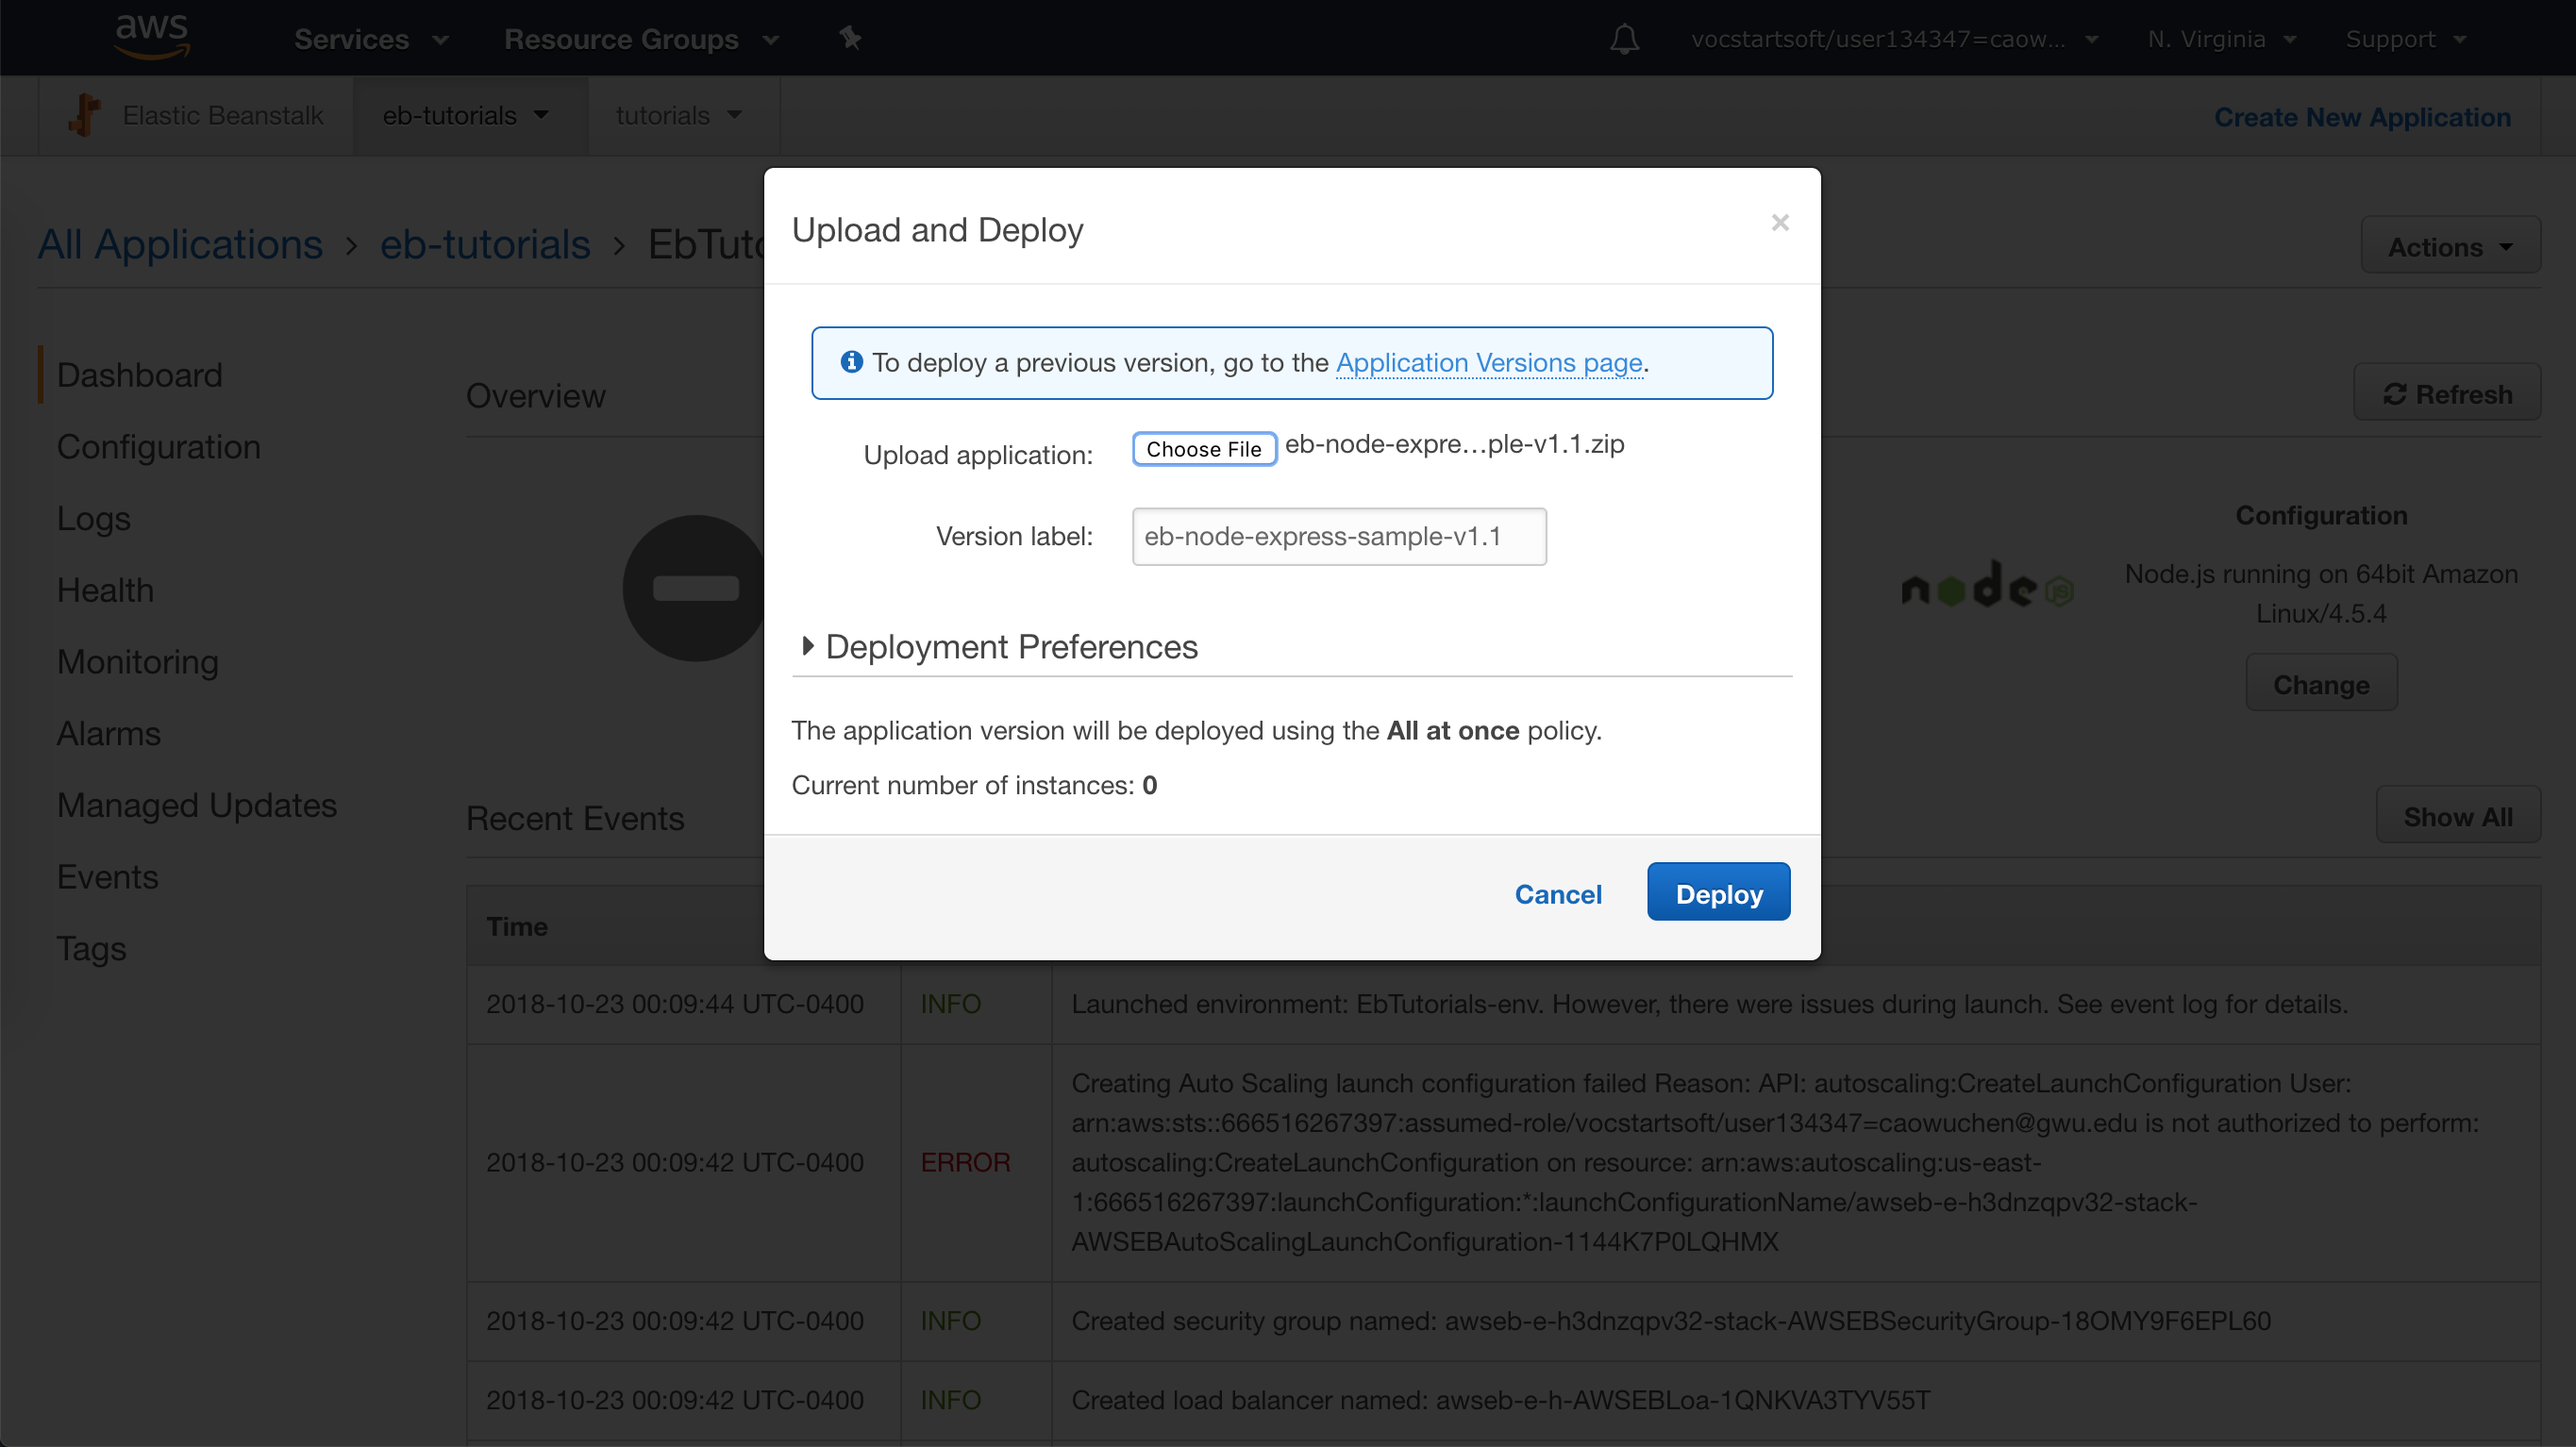 aws
Services
Resource Groups
vocstartsoft/user134347=caow...
N. Virginia
Support
Elastic Beanstalk
eb-tutorials
tutorials
Create New Application
All Applications › eb-tutorials › EbTuto
Actions
Upload and Deploy
×
To deploy a previous version, go to the Application Versions page.
Upload application:
Choose File
eb-node-expre…ple-v1.1.zip
Version label:
eb-node-express-sample-v1.1
Deployment Preferences
The application version will be deployed using the All at once policy.
Current number of instances: 0
Cancel
Deploy
Dashboard
Configuration
Logs
Health
Monitoring
Alarms
Managed Updates
Events
Tags
Overview
Refresh
node
JS
Configuration
Node.js running on 64bit Amazon
Linux/4.5.4
Change
Recent Events
Show All
Time
2018-10-23 00:09:44 UTC-0400
INFO
Launched environment: EbTutorials-env. However, there were issues during launch. See event log for details.
2018-10-23 00:09:42 UTC-0400
ERROR
Creating Auto Scaling launch configuration failed Reason: API: autoscaling:CreateLaunchConfiguration User:
arn:aws:sts::666516267397:assumed-role/vocstartsoft/user134347=caowuchen@gwu.edu is not authorized to perform:
autoscaling:CreateLaunchConfiguration on resource: arn:aws:autoscaling:us-east-
1:666516267397:launchConfiguration:*:launchConfigurationName/awseb-e-h3dnzqpv32-stack-
AWSEBAutoScalingLaunchConfiguration-1144K7P0LQHMX
2018-10-23 00:09:42 UTC-0400
INFO
Created security group named: awseb-e-h3dnzqpv32-stack-AWSEBSecurityGroup-18OMY9F6EPL60
2018-10-23 00:09:42 UTC-0400
INFO
Created load balancer named: awseb-e-h-AWSEBLoa-1QNKVA3TYV55T